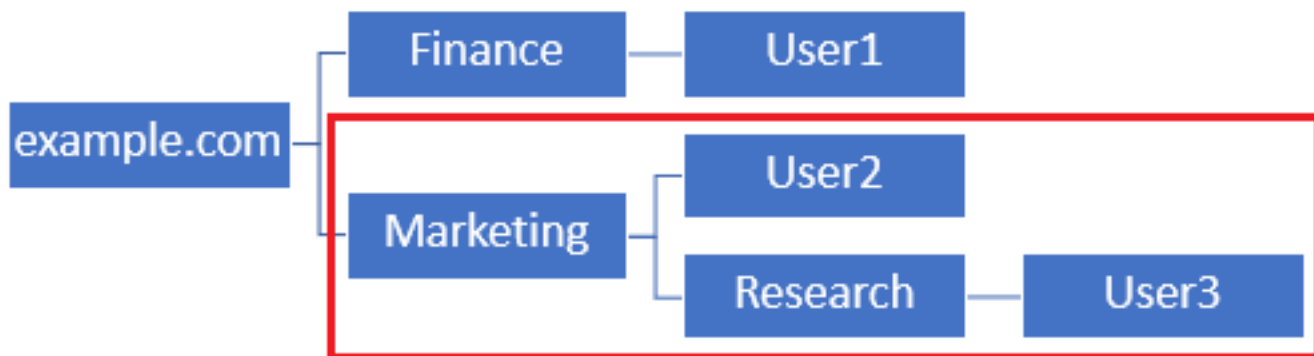 Finance
User1
example.com
User2
Marketing
Research
User3